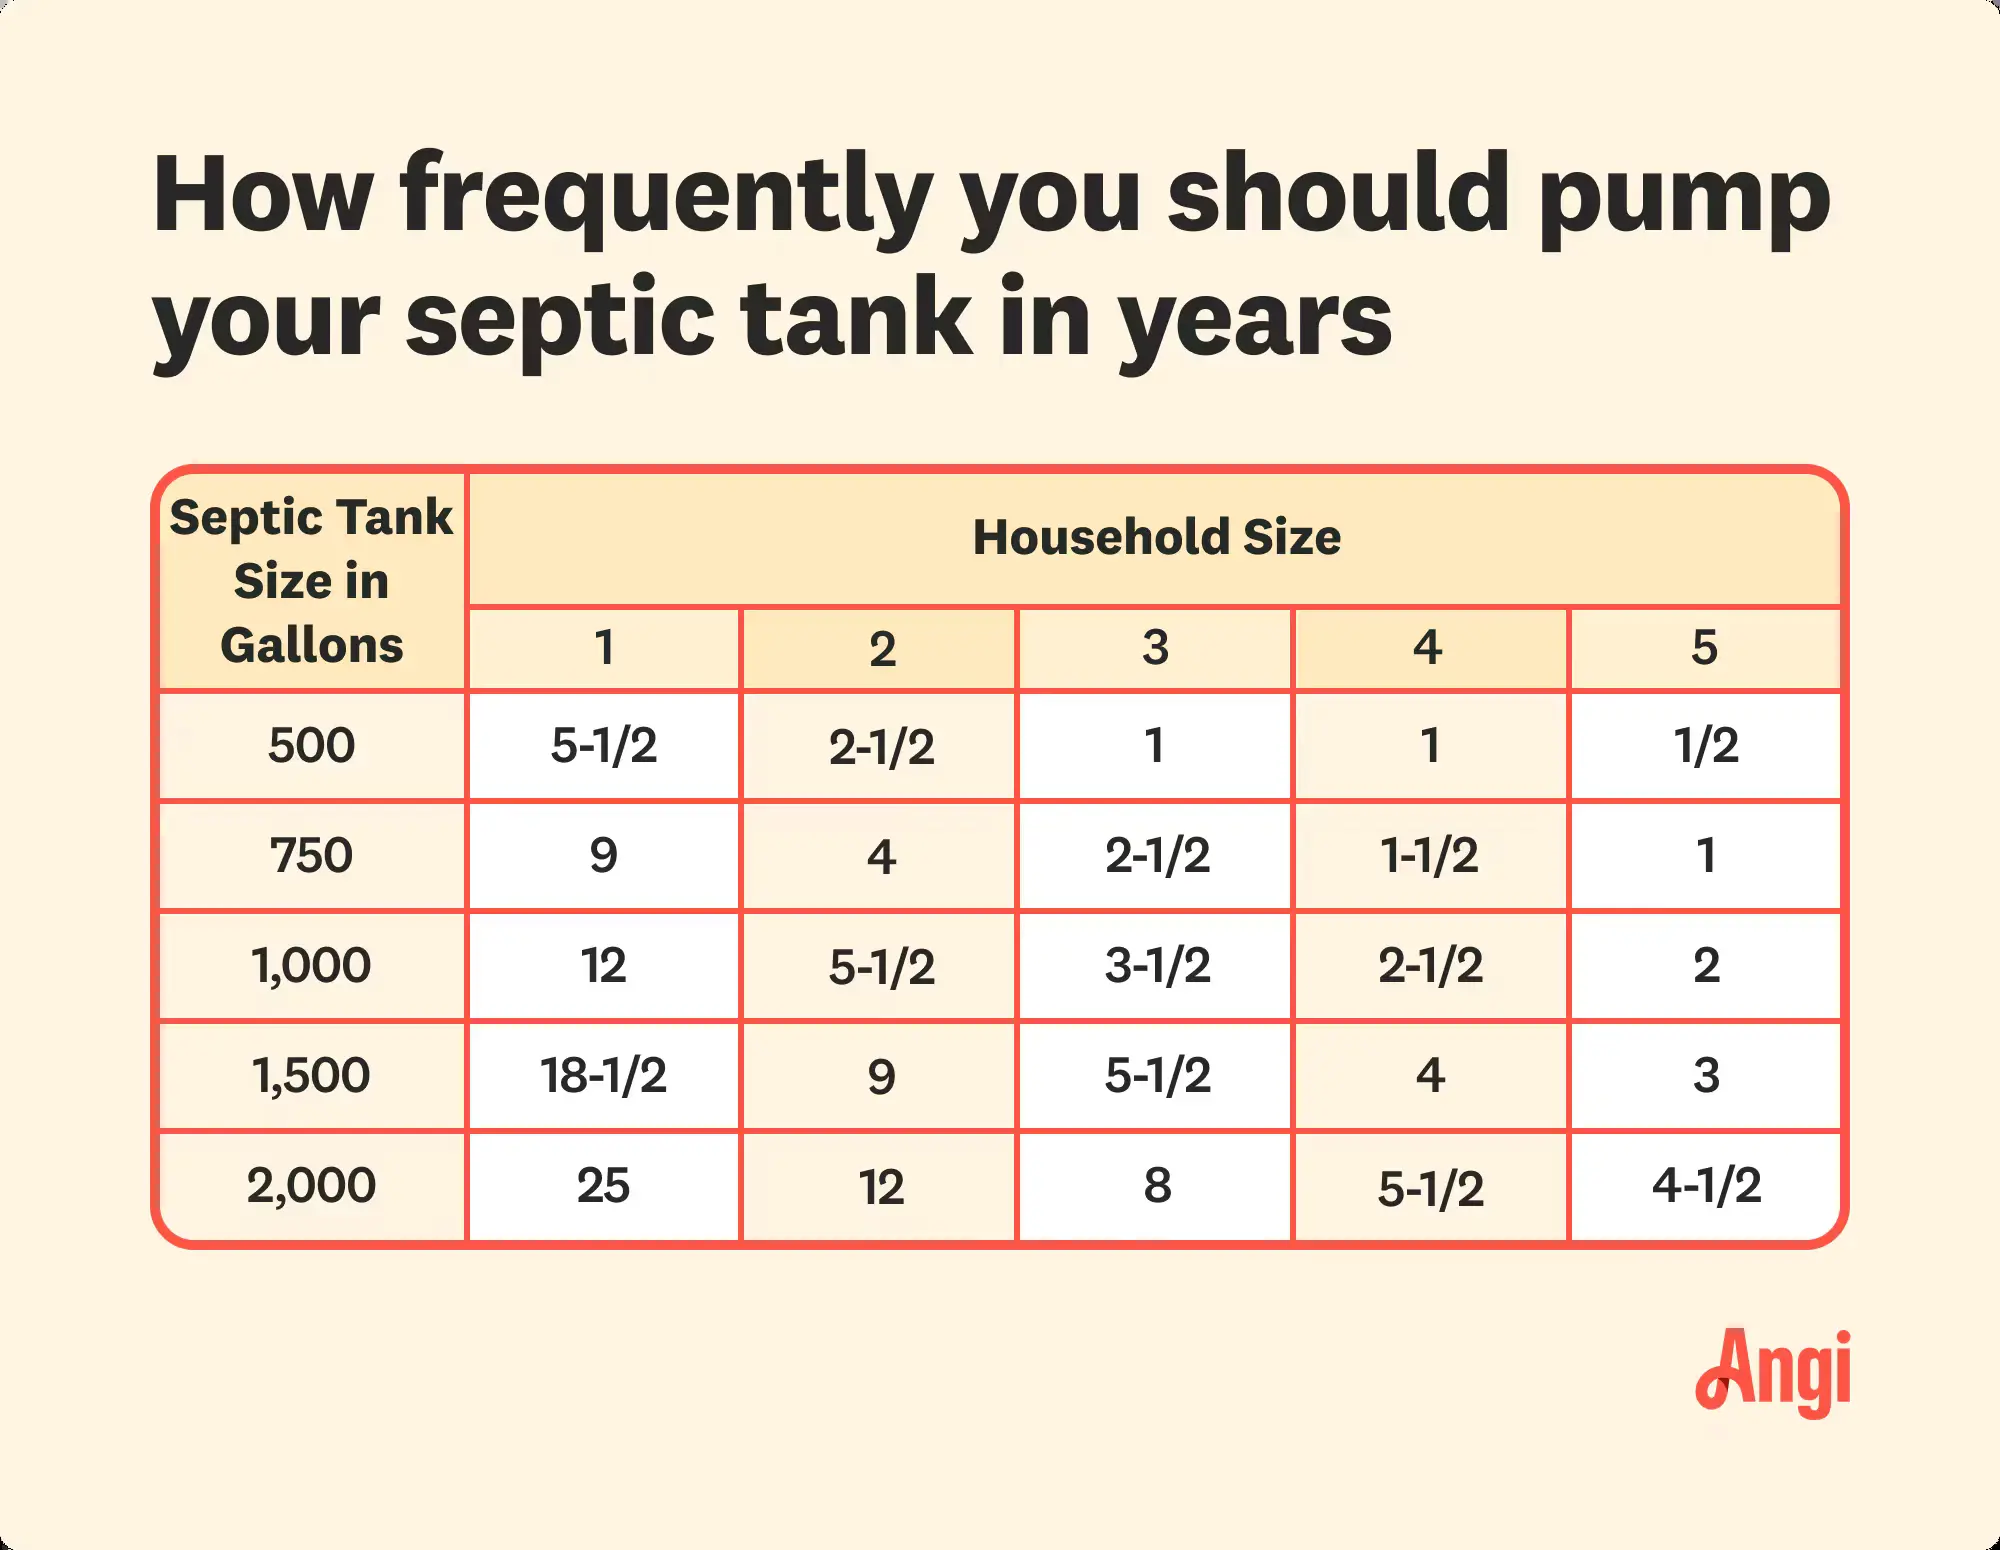 How frequently you should pump
your septic tank in years
Septic Tank
Size in
Gallons
Household Size
1 2 3 4 5
500 5-1/2 2-1/2 1 1 1/2
750 9 4 2-1/2 1-1/2 1
1,000 12 5-1/2 3-1/2 2-1/2 2
1,500 18-1/2 9 5-1/2 4 3
2,000 25 12 8 5-1/2 4-1/2
Angi